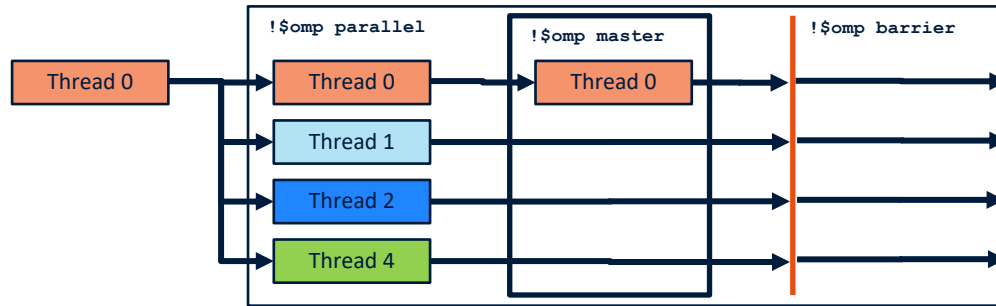 !$omp parallel
!$omp master
!$omp barrier
Thread 0
Thread 0
Thread 0
Thread 1
Thread 2
Thread 4